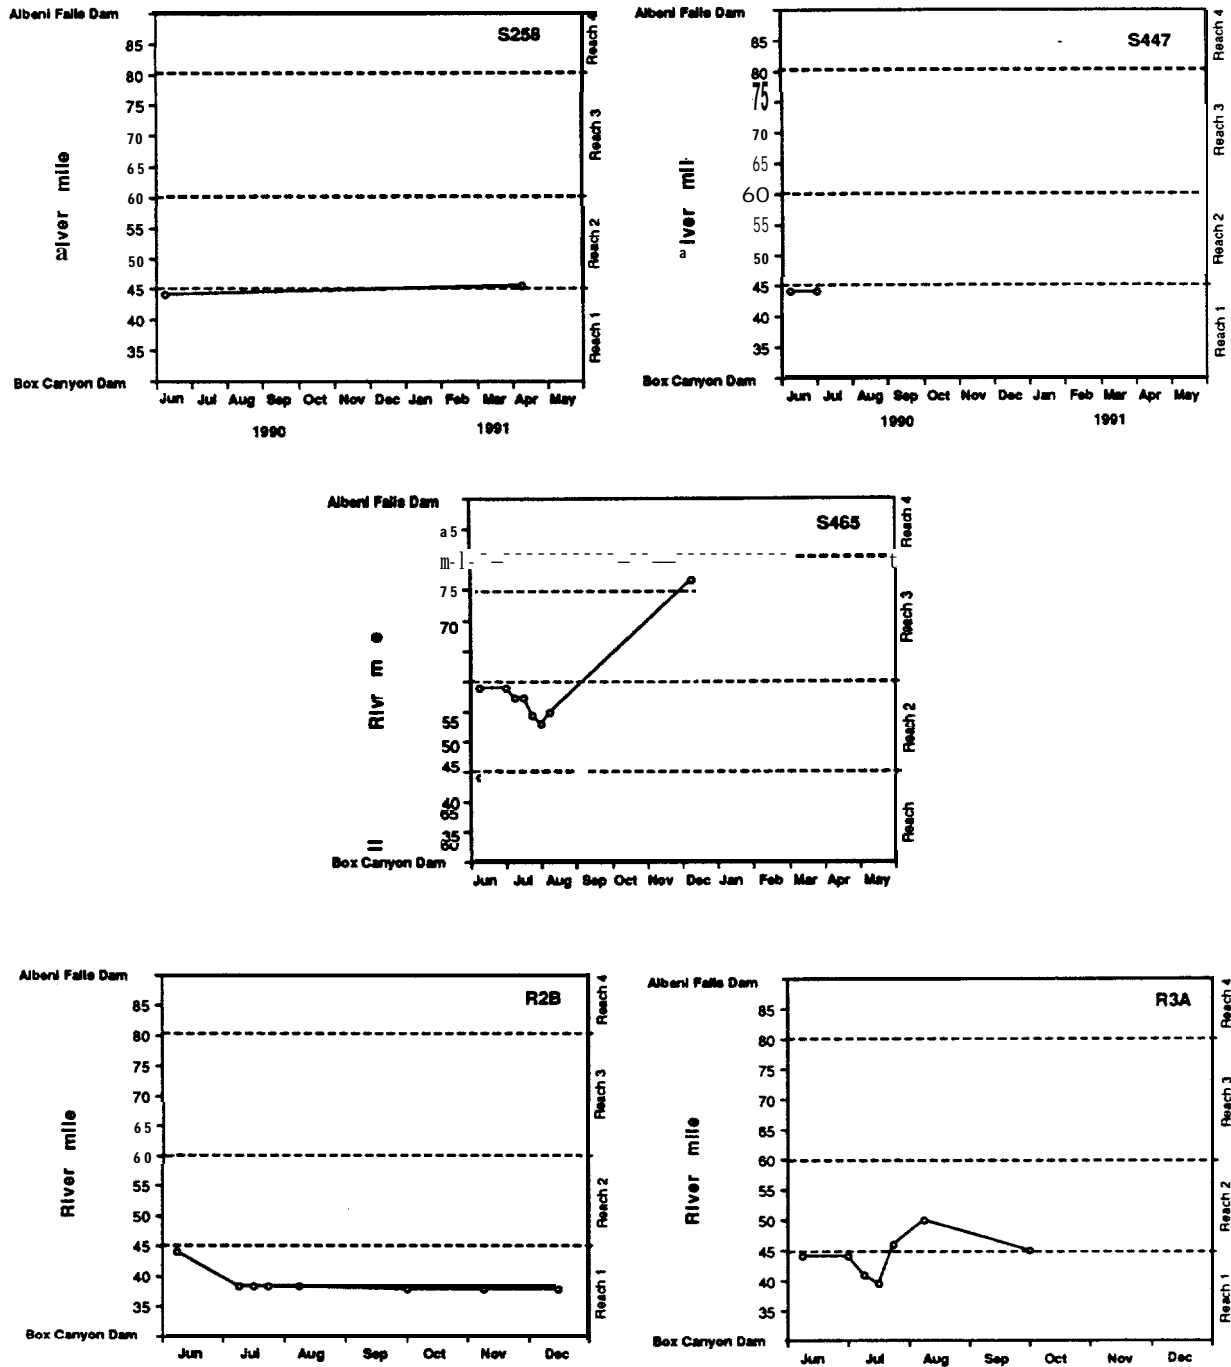 Albeni Falls Dam
S258
85
80
75
70
65
60
55
50
45
40
35
mile
Reach 4
Reach 3
Reach 2
Reach 1
Box Canyon Dam
Jun Jul Aug Sep Oct Nov Dec Jan Feb Mar Apr May
1990 1991
Albeni Falls Dam
S447
85
80
75
70
65
60
55
50
45
40
35
a iver mil
Reach 4
Reach 3
Reach 2
Reach 1
Box Canyon Dam
Jun Jul Aug Sep Oct Nov Dec Jan Feb Mar Apr May
1990 1991
Albeni Falls Dam
S465
a5
m-l
75
70
55
50
45
Reach 4
Reach 3
Reach 2
Reach
Box Canyon Dam
Jun Jul Aug Sep Oct Nov Dec Jan Feb Mar Apr May
Albeni Falls Dam
R2B
85
80
75
70
65
60
55
50
45
40
35
River mile
Reach 4
Reach 3
Reach 2
Reach 1
Box Canyon Dam
Jun Jul Aug Sep Oct Nov Dec
Albeni Falls Dam
R3A
85
80
75
70
65
60
55
50
45
40
35
River mile
Reach 4
Reach 3
Reach 2
Reach 1
Box Canyon Dam
Jun Jul Aug Sep Oct Nov Dec